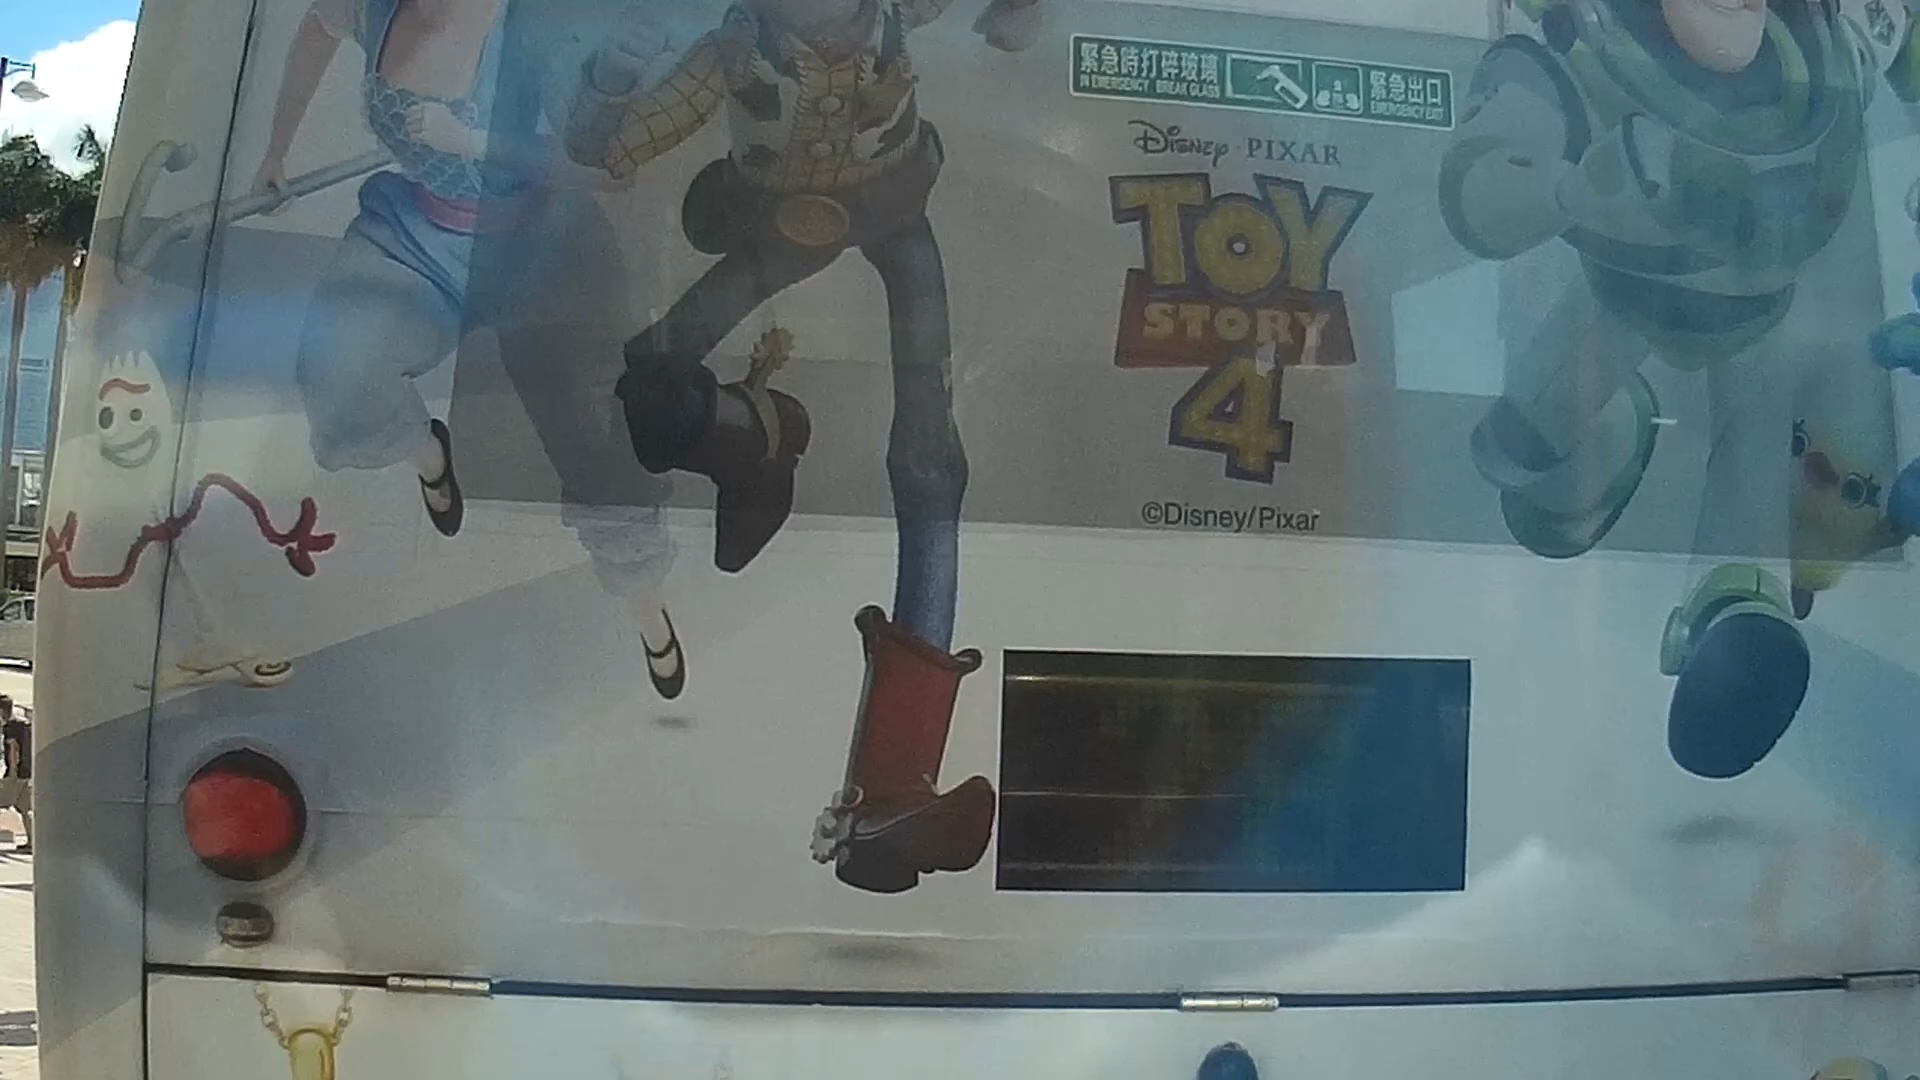 緊急時打碎玻璃
IN EMERGENCY BREAK GLASS
緊急出口
EMERGENCY EXIT
Disney · PIXAR
TOY
STORY
4
©Disney/Pixar